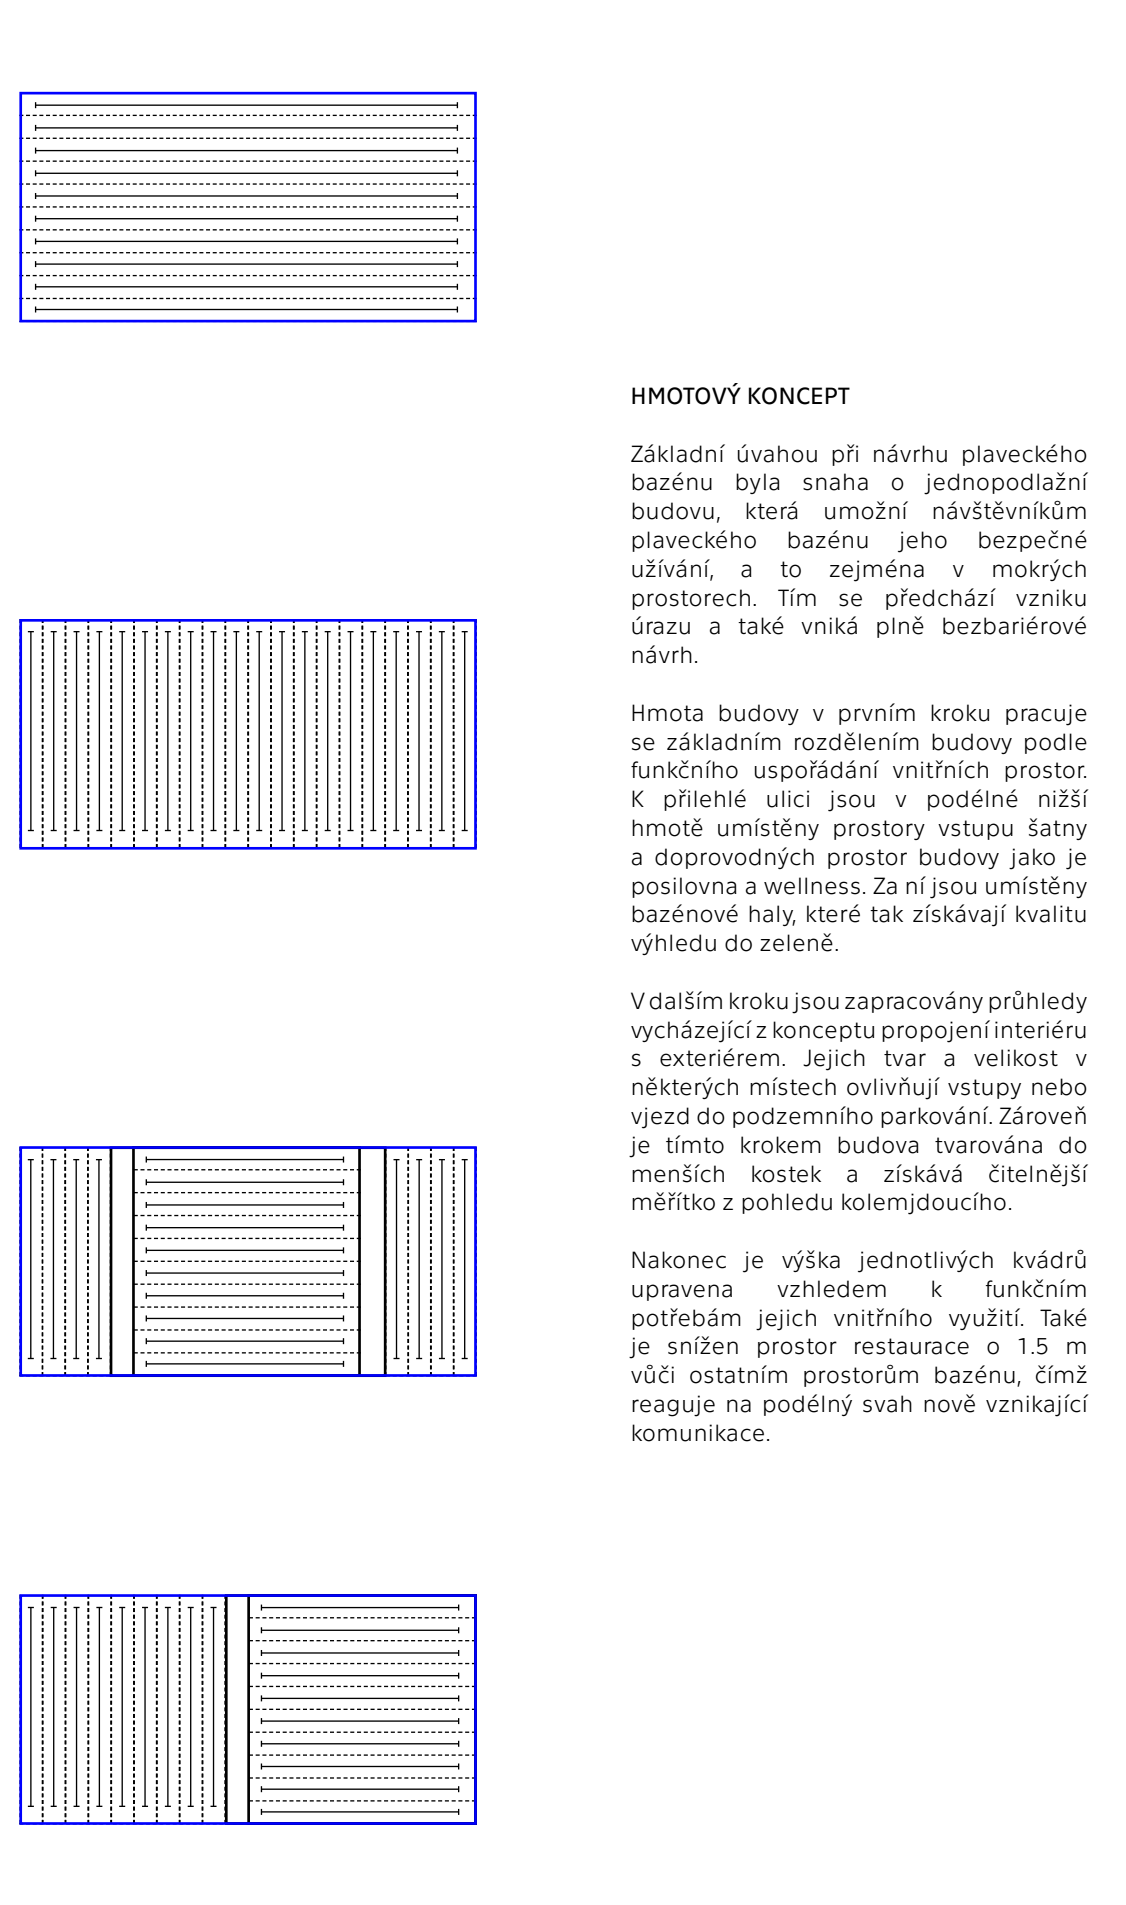 HMOTOVÝ KONCEPT
Základní úvahou při návrhu plaveckého
bazénu byla snaha o jednopodlažní
budovu, která umožní návštěvníkům
plaveckého bazénu jeho bezpečné
užívání, a to zejména v mokrých
prostorech. Tím se předchází vzniku
úrazu a také vniká plně bezbariérové
návrh.
Hmota budovy v prvním kroku pracuje
se základním rozdělením budovy podle
funkčního uspořádání vnitřních prostor.
K přilehlé ulici jsou v podélné nižší
hmotě umístěny prostory vstupu šatny
a doprovodných prostor budovy jako je
posilovna a wellness. Za ní jsou umístěny
bazénové haly, které tak získávají kvalitu
výhledu do zeleně.
V dalším kroku jsou zapracovány průhledy
vycházející z konceptu propojení interiéru
s exteriérem. Jejich tvar a velikost v
některých místech ovlivňují vstupy nebo
vjezd do podzemního parkování. Zároveň
je tímto krokem budova tvarována do
menších kostek a získává čitelnější
měřítko z pohledu kolemjdoucího.
Nakonec je výška jednotlivých kvádrů
upravena vzhledem k funkčním
potřebám jejich vnitřního využití. Také
je snížen prostor restaurace o 1.5 m
vůči ostatním prostorům bazénu, čímž
reaguje na podélný svah nově vznikající
komunikace.